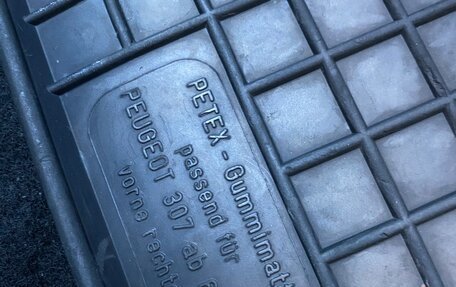 PETEX - Gummimat
passend für
PEUGEOT 307 ab
vorne recht